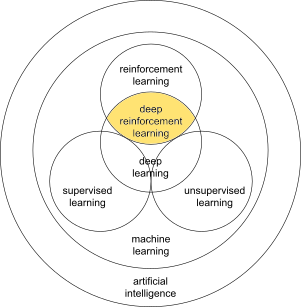 reinforcement
learning
deep
reinforcement
learning
deep
learning
supervised
learning
unsupervised
learning
machine
learning
artificial
intelligence